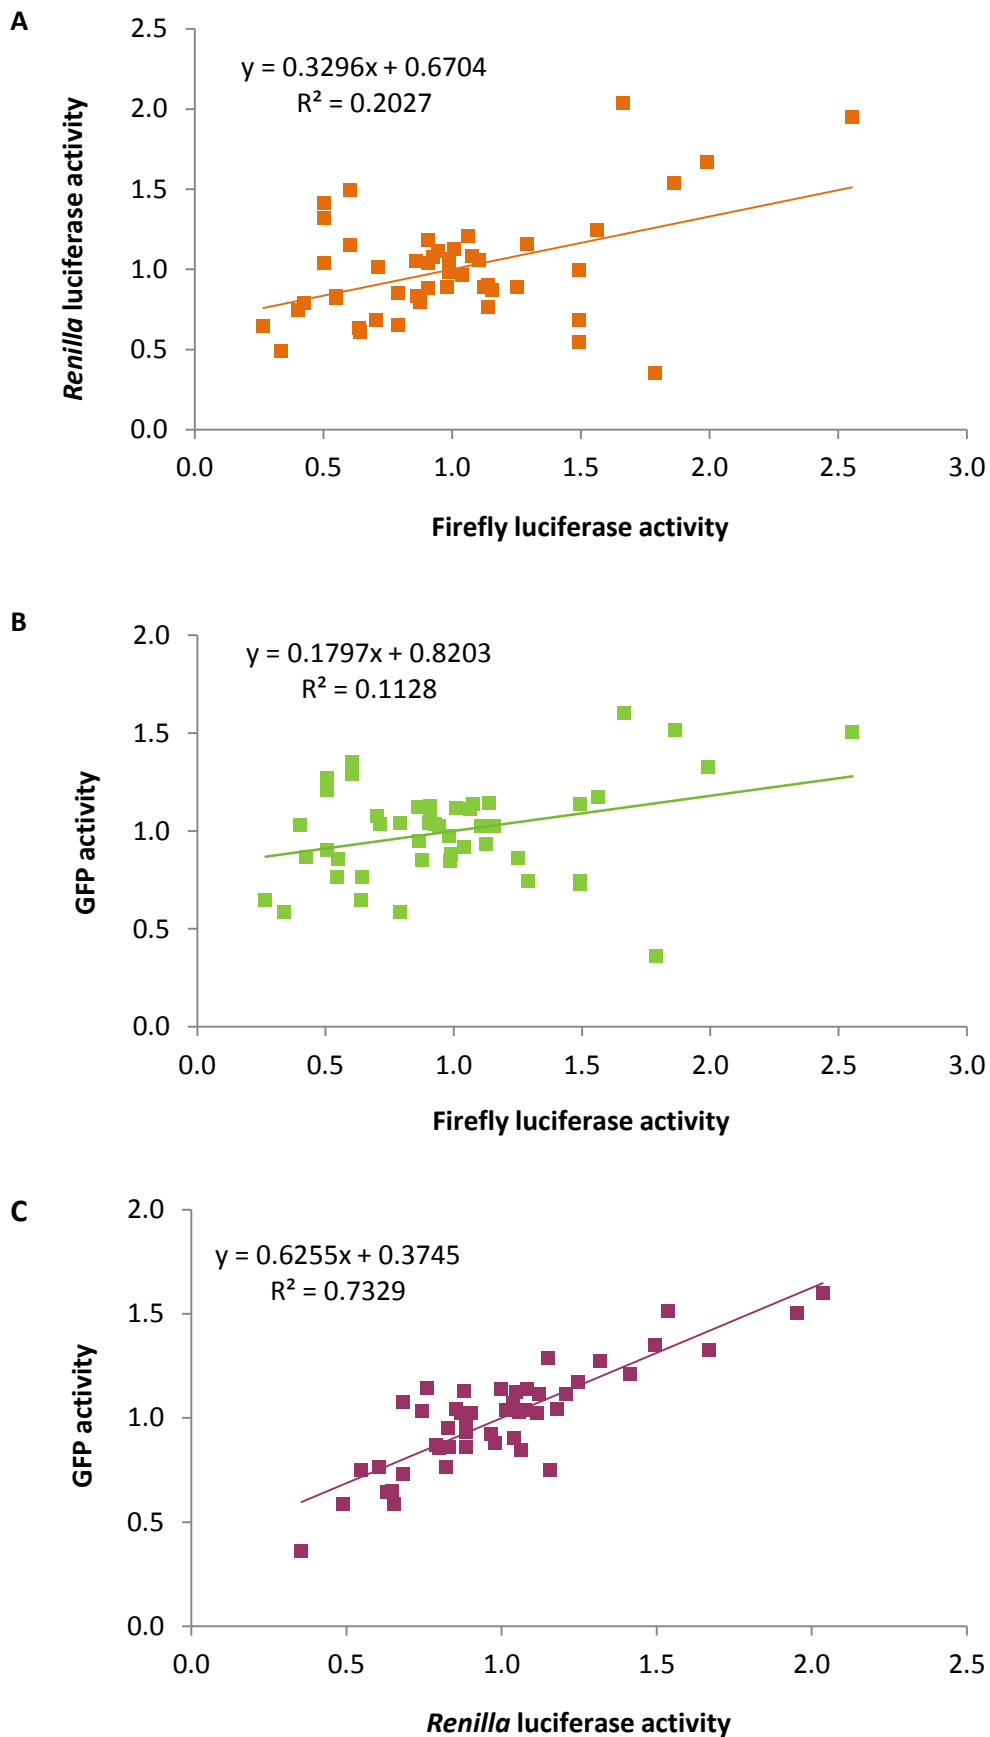 A
2.5
y = 0.3296x + 0.6704
R² = 0.2027
2.0
1.5
1.0
0.5
0.0
Renilla luciferase activity
0.0 0.5 1.0 1.5 2.0 2.5 3.0
Firefly luciferase activity
B
2.0
y = 0.1797x + 0.8203
R² = 0.1128
1.5
1.0
0.5
0.0
GFP activity
0.0 0.5 1.0 1.5 2.0 2.5 3.0
Firefly luciferase activity
C
2.0
y = 0.6255x + 0.3745
R² = 0.7329
1.5
1.0
0.5
0.0
GFP activity
0.0 0.5 1.0 1.5 2.0 2.5
Renilla luciferase activity